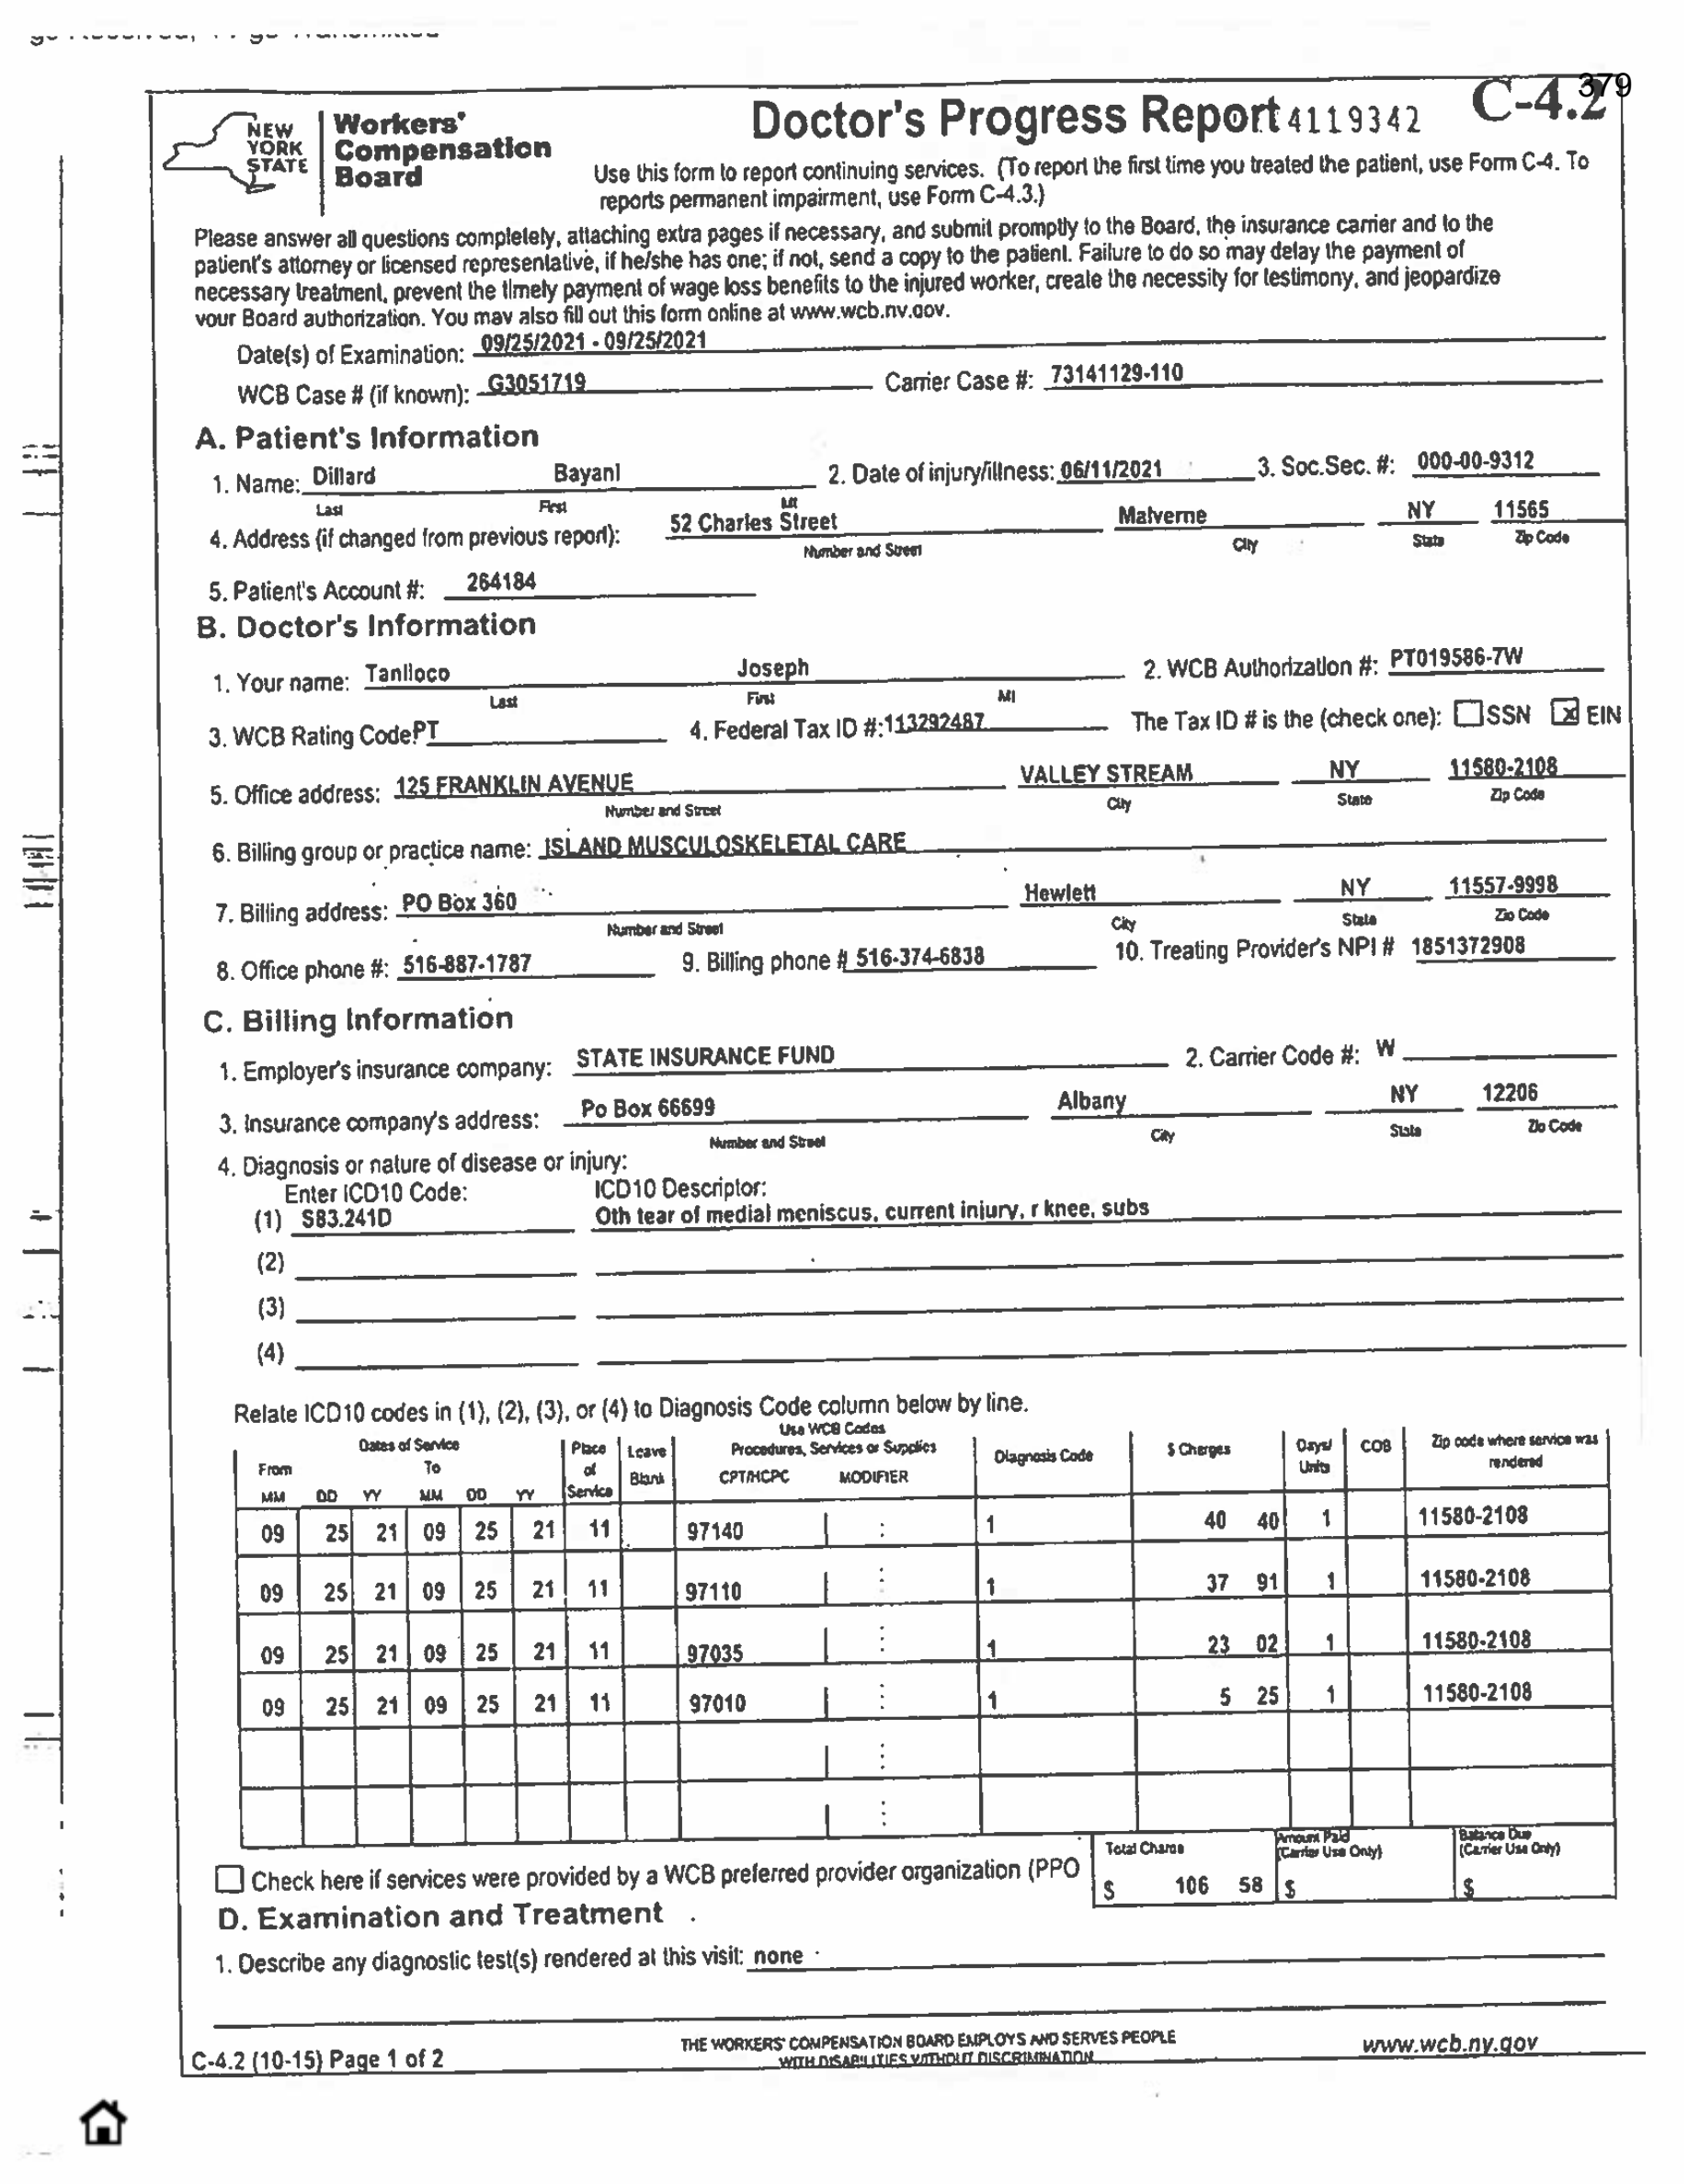 379
C-4.2
NEW YORK STATE
Workers' Compensation Board
Doctor's Progress Report 4119342
Use this form to report continuing services. (To report the first time you treated the patient, use Form C-4. To
reports permanent impairment, use Form C-4.3.)
Please answer all questions completely, attaching extra pages if necessary, and submit promptly to the Board, the insurance carrier and to the
patient's attorney or licensed representative, if he/she has one; if not, send a copy to the patient. Failure to do so may delay the payment of
necessary treatment, prevent the timely payment of wage loss benefits to the injured worker, create the necessity for testimony, and jeopardize
your Board authorization. You may also fill out this form online at www.wcb.ny.gov.
Date(s) of Examination: 09/25/2021 - 09/25/2021
WCB Case # (if known): G3051719 Carrier Case #: 73141129-110
A. Patient's Information
1. Name: Dillard Bayani 2. Date of injury/illness: 06/11/2021 3. Soc.Sec. #: 000-00-9312
Last First MI
4. Address (if changed from previous report): 52 Charles Street Malverne NY 11565
Number and Street City State Zip Code
5. Patient's Account #: 264184
B. Doctor's Information
1. Your name: Taniloco Joseph 2. WCB Authorization #: PT019586-7W
Last First MI
3. WCB Rating Code PT 4. Federal Tax ID #: 113292487 The Tax ID # is the (check one): SSN x EIN
5. Office address: 125 FRANKLIN AVENUE VALLEY STREAM NY 11580-2108
Number and Street City State Zip Code
6. Billing group or practice name: ISLAND MUSCULOSKELETAL CARE
7. Billing address: PO Box 360 Hewlett NY 11557-9998
Number and Street City State Zip Code
8. Office phone #: 516-887-1787 9. Billing phone # 516-374-6838 10. Treating Provider's NPI # 1851372908
C. Billing Information
1. Employer's insurance company: STATE INSURANCE FUND 2. Carrier Code #: W
3. Insurance company's address: Po Box 66699 Albany NY 12206
Number and Street City State Zip Code
4. Diagnosis or nature of disease or injury:
Enter ICD10 Code: ICD10 Descriptor:
(1) S83.241D Oth tear of medial meniscus, current injury, r knee, subs
(2)
(3)
(4)
Relate ICD10 codes in (1), (2), (3), or (4) to Diagnosis Code column below by line.
Dates of Service From To MM DD YY MM DD YY Place of Service Leave Blank Use WCB Codes Procedures, Services or Supplies CPT/HCPC MODIFIER Diagnosis Code $ Charges Days/ Units COB Zip code where service was rendered
09 25 21 09 25 21 11 97140 1 40 40 1 11580-2108
09 25 21 09 25 21 11 97110 1 37 91 1 11580-2108
09 25 21 09 25 21 11 97035 1 23 02 1 11580-2108
09 25 21 09 25 21 11 97010 1 5 25 1 11580-2108
Check here if services were provided by a WCB preferred provider organization (PPO
Total Charge $ 106 58 Amount Paid (Carrier Use Only) $ Balance Due (Carrier Use Only) $
D. Examination and Treatment
1. Describe any diagnostic test(s) rendered at this visit: none
C-4.2 (10-15) Page 1 of 2
THE WORKERS' COMPENSATION BOARD EMPLOYS AND SERVES PEOPLE
WITH DISABILITIES WITHOUT DISCRIMINATION
www.wcb.ny.gov